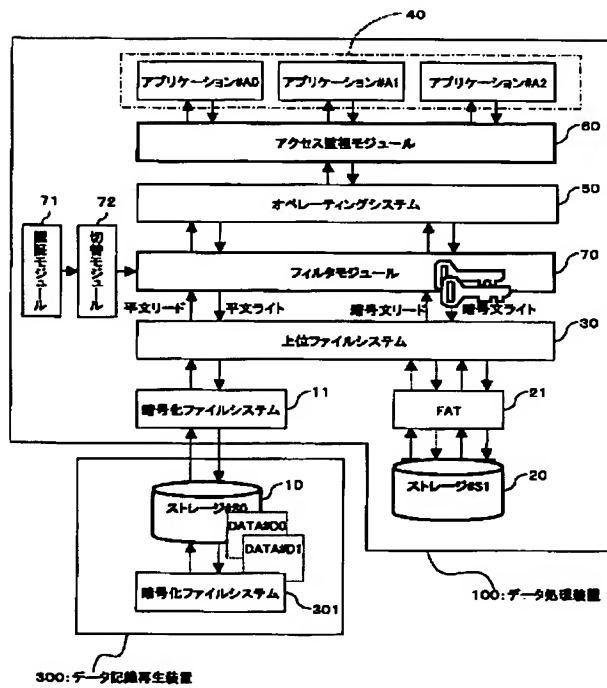 40
アプリケーション#A0
アプリケーション#A1
アプリケーション#A2
アクセス監視モジュール
60
オペレーティングシステム
50
71
72
認証モジュール
切替モジュール
フィルタモジュール
70
平文リード
平文ライト
暗号文リード
暗号文ライト
上位ファイルシステム
30
暗号化ファイルシステム
11
FAT
21
ストレージ#S0
10
DATA#D0
DATA#D1
ストレージ#S1
20
暗号化ファイルシステム
301
100:データ処理装置
300:データ記録再生装置